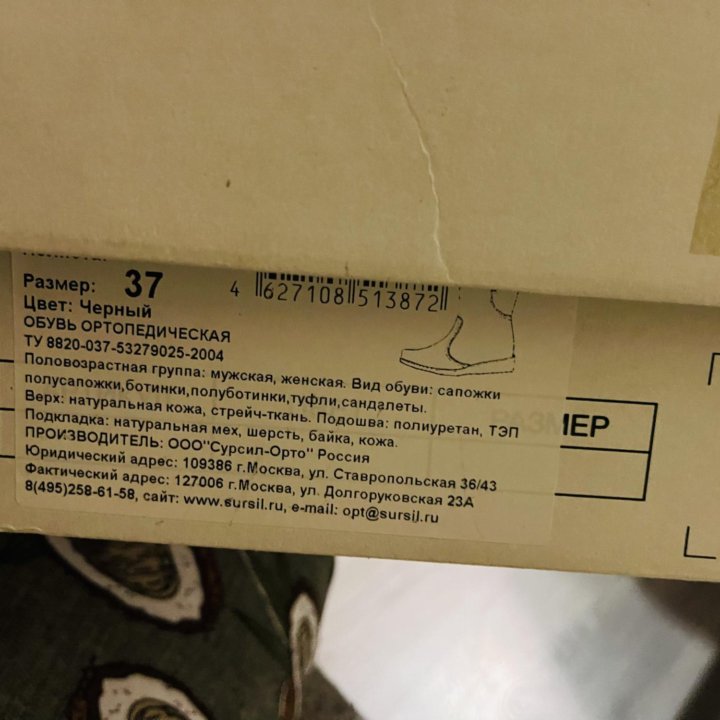 Размер: 37
4 627108 513872
Цвет: Черный
ОБУВЬ ОРТОПЕДИЧЕСКАЯ
ТУ 8820-037-53279025-2004
Половозрастная группа: мужская, женская. Вид обуви: сапожки
полусапожки,ботинки,полуботинки,туфли,сандалеты.
Верх: натуральная кожа, стрейч-ткань. Подошва: полиуретан, ТЭП
Подкладка: натуральная мех, шерсть, байка, кожа.
ПРОИЗВОДИТЕЛЬ: ООО"Сурсил-Орто" Россия
Юридический адрес: 109386 г.Москва, ул. Ставропольская 36/43
Фактический адрес: 127006 г.Москва, ул. Долгоруковская 23А
8(495)258-61-58, сайт: www.sursil.ru, e-mail: opt@sursil.ru
РАЗМЕР